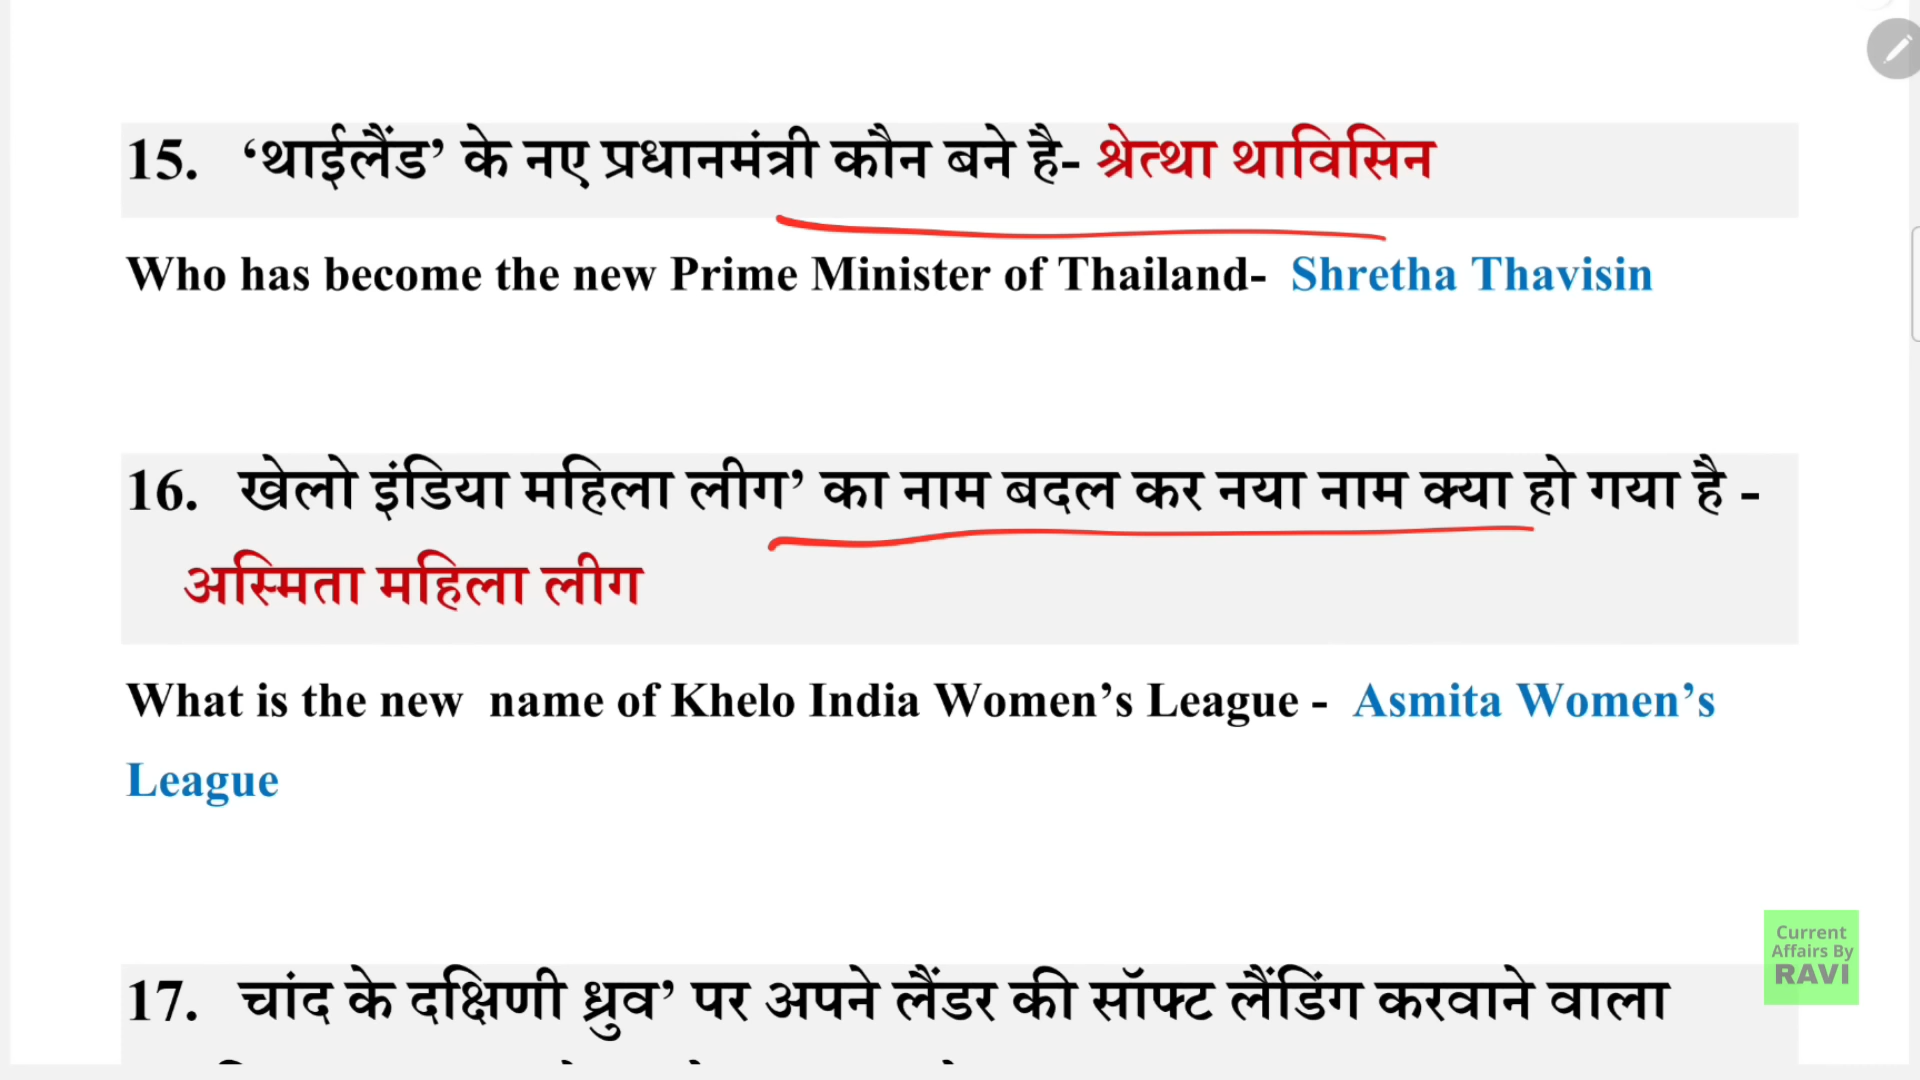 15. ‘थाईलैंड’ के नए प्रधानमंत्री कौन बने है- श्रेत्था थाविसिन
Who has become the new Prime Minister of Thailand- Shretha Thavisin
16. खेलो इंडिया महिला लीग’ का नाम बदल कर नया नाम क्या हो गया है -
अस्मिता महिला लीग
What is the new name of Khelo India Women’s League - Asmita Women’s
League
17. चांद के दक्षिणी ध्रुव’ पर अपने लैंडर की सॉफ्ट लैंडिंग करवाने वाला
Current
Affairs By
RAVI